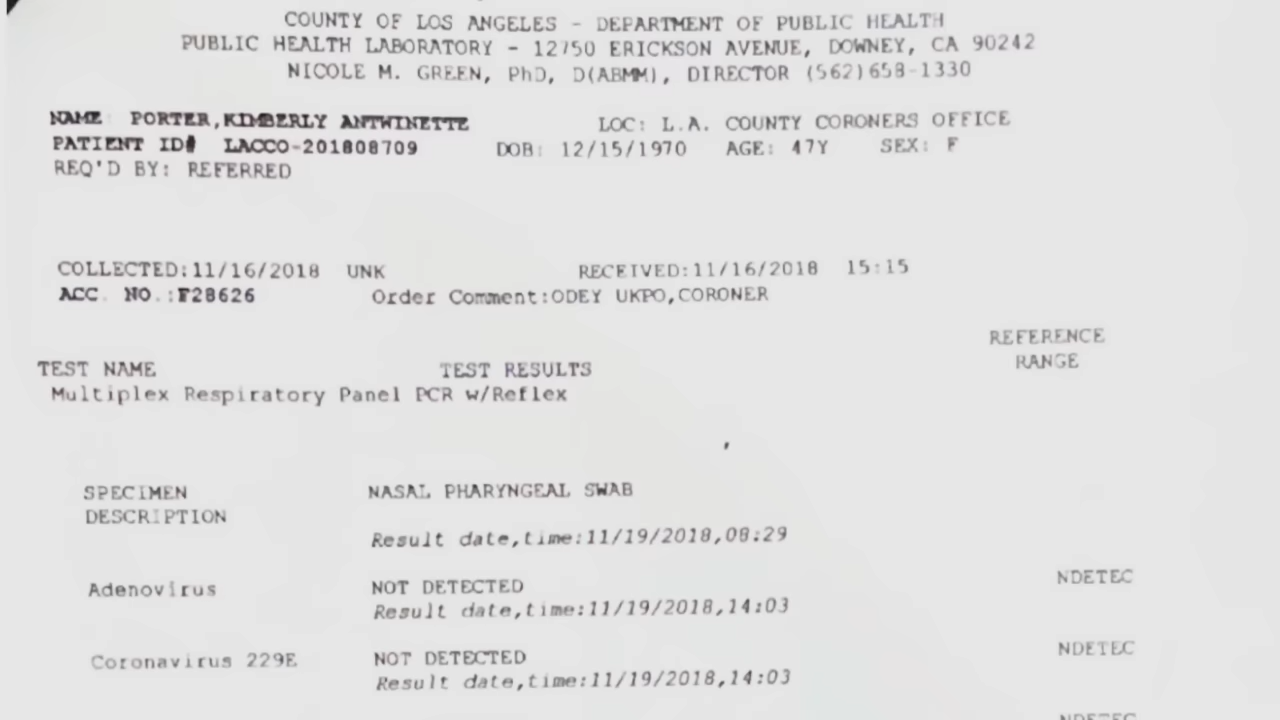 COUNTY OF LOS ANGELES - DEPARTMENT OF PUBLIC HEALTH
PUBLIC HEALTH LABORATORY - 12750 ERICKSON AVENUE, DOWNEY, CA 90242
NICOLE M. GREEN, PhD, D(ABMM), DIRECTOR (562)658-1330
NAME: PORTER,KIMBERLY ANTWINETTE LOC: L.A. COUNTY CORONERS OFFICE
PATIENT ID# LACCO-201808709 DOB: 12/15/1970 AGE: 47Y SEX: F
REQ'D BY: REFERRED
COLLECTED:11/16/2018 UNK RECEIVED:11/16/2018 15:15
ACC. NO.:F28626 Order Comment:ODEY UKPO,CORONER
REFERENCE
TEST NAME TEST RESULTS RANGE
Multiplex Respiratory Panel PCR w/Reflex
SPECIMEN NASAL PHARYNGEAL SWAB
DESCRIPTION
Result date,time:11/19/2018,08:29
Adenovirus NOT DETECTED NDETEC
Result date,time:11/19/2018,14:03
Coronavirus 229E NOT DETECTED NDETEC
Result date,time:11/19/2018,14:03
NDETEC